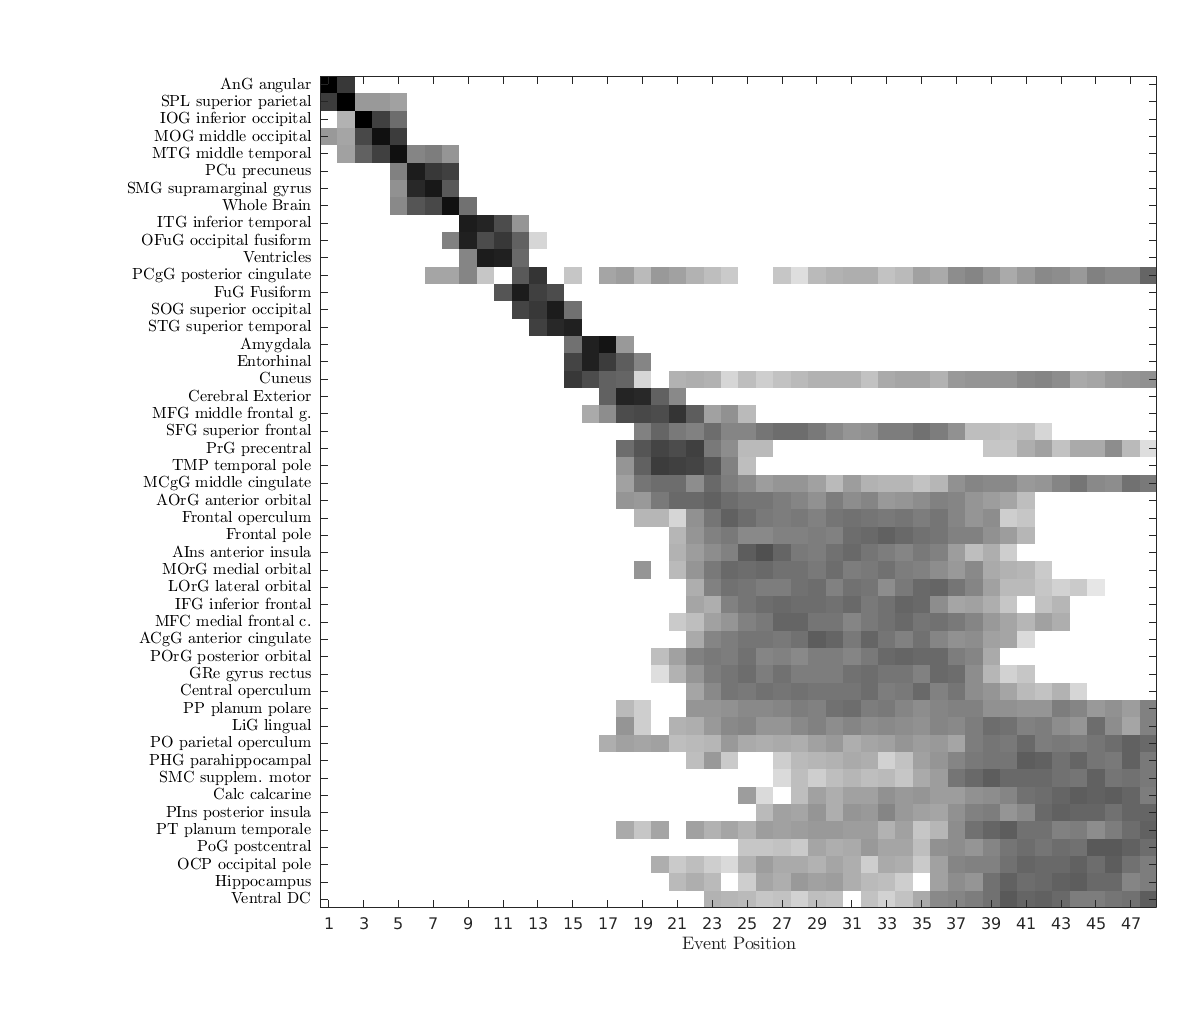 AnG angular
SPL superior parietal
IOG inferior occipital
MOG middle occipital
MTG middle temporal
PCu precuneus
SMG supramarginal gyrus
Whole Brain
ITG inferior temporal
OFuG occipital fusiform
Ventricles
PCgG posterior cingulate
FuG Fusiform
SOG superior occipital
STG superior temporal
Amygdala
Entorhinal
Cuneus
Cerebral Exterior
MFG middle frontal g.
SFG superior frontal
PrG precentral
TMP temporal pole
MCgG middle cingulate
AOrG anterior orbital
Frontal operculum
Frontal pole
AIns anterior insula
MOrG medial orbital
LOrG lateral orbital
IFG inferior frontal
MFC medial frontal c.
ACgG anterior cingulate
POrG posterior orbital
GRe gyrus rectus
Central operculum
PP planum polare
LiG lingual
PO parietal operculum
PHG parahippocampal
SMC supplem. motor
Calc calcarine
PIns posterior insula
PT planum temporale
PoG postcentral
OCP occipital pole
Hippocampus
Ventral DC
1 3 5 7 9 11 13 15 17 19 21 23 25 27 29 31 33 35 37 39 41 43 45 47
Event Position